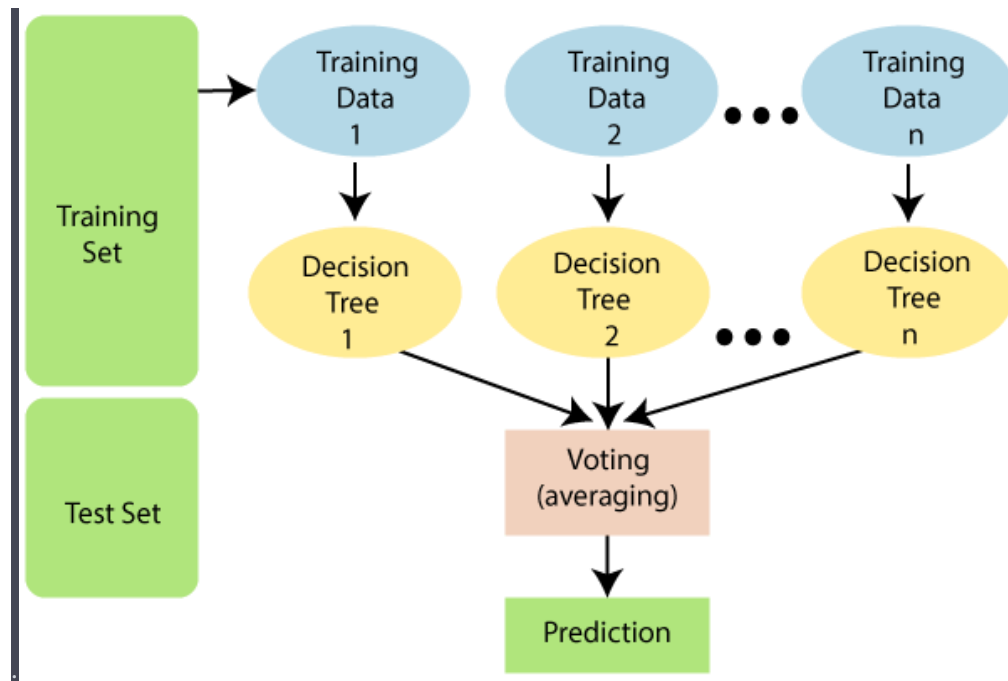 Training
Set
Test Set
Training
Data
1
Training
Data
2
Training
Data
n
Decision
Tree
1
Decision
Tree
2
Decision
Tree
n
Voting
(averaging)
Prediction